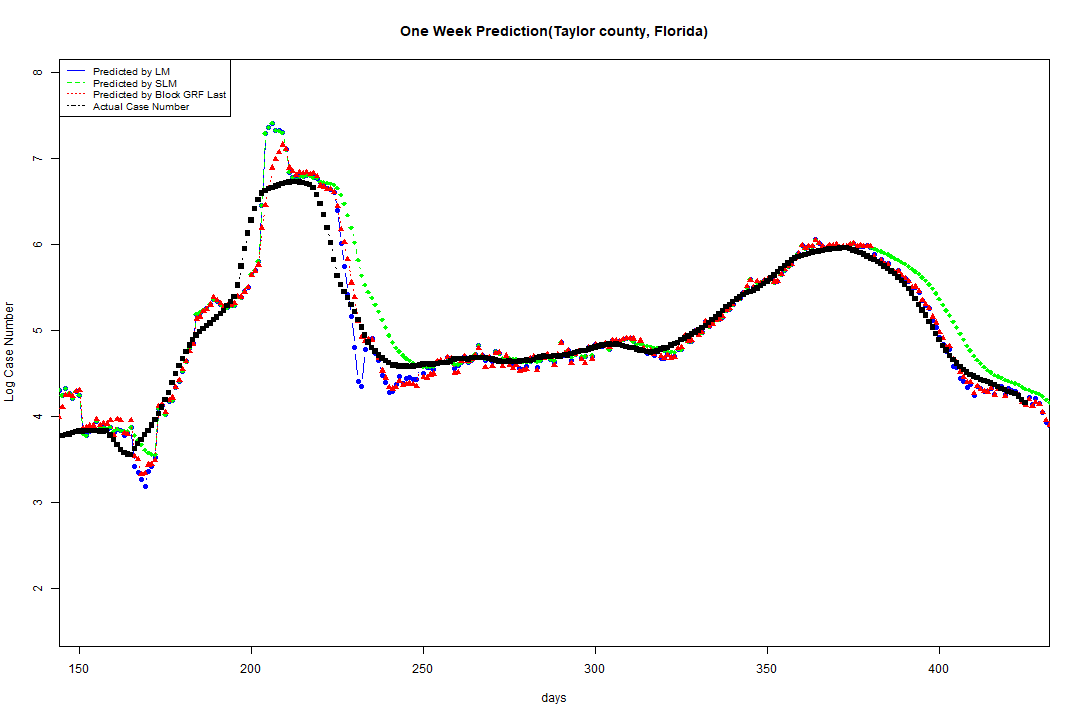 One Week Prediction(Taylor county, Florida)
Predicted by LM
Predicted by SLM
Predicted by Block GRF Last
Actual Case Number
8
7
6
5
4
3
2
Log Case Number
150 200 250 300 350 400
days